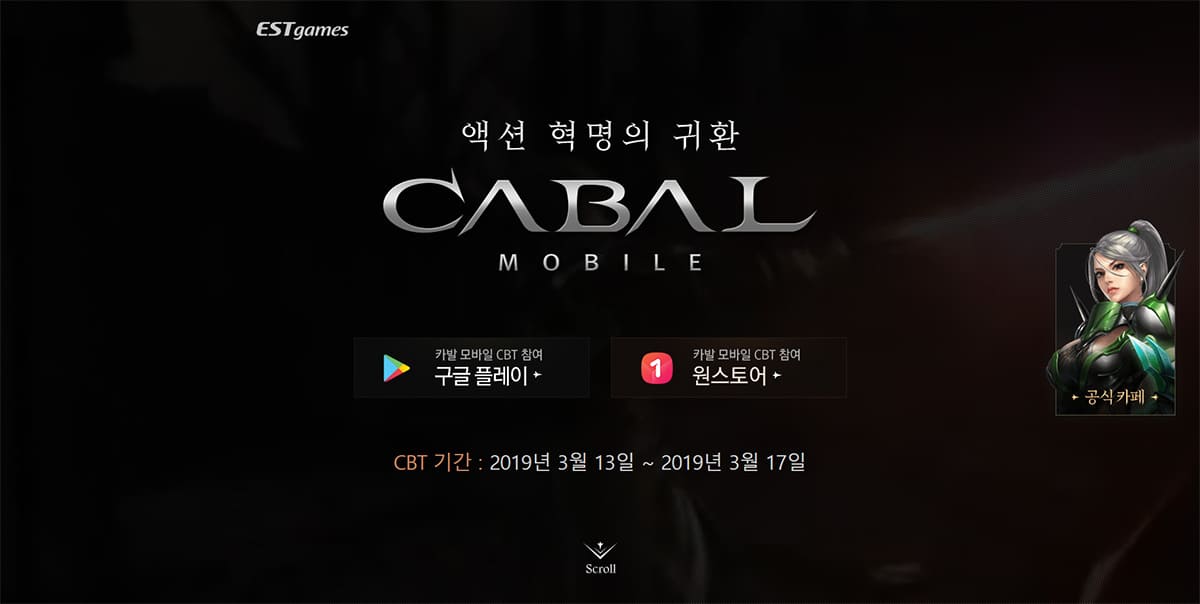 ESTgames
액션 혁명의 귀환
CABAL
MOBILE
카발 모바일 CBT 참여
구글 플레이
카발 모바일 CBT 참여
원스토어
공식 카페
CBT 기간 : 2019년 3월 13일 ~ 2019년 3월 17일
Scroll